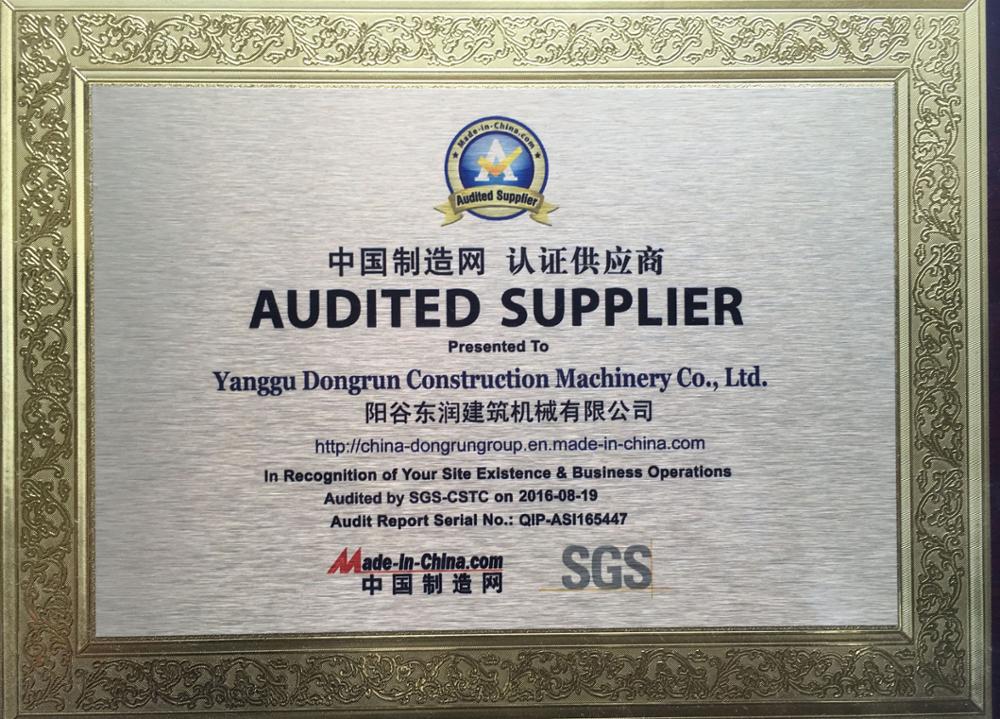 Made-in-China.com
A
Audited Supplier
中国制造网 认证供应商
AUDITED SUPPLIER
Presented To
Yanggu Dongrun Construction Machinery Co., Ltd.
阳谷东润建筑机械有限公司
http://china-dongrungroup.en.made-in-china.com
In Recognition of Your Site Existence & Business Operations
Audited by SGS-CSTC on 2016-08-19
Audit Report Serial No.: QIP-ASI165447
Made-in-China.com
中国制造网
SGS